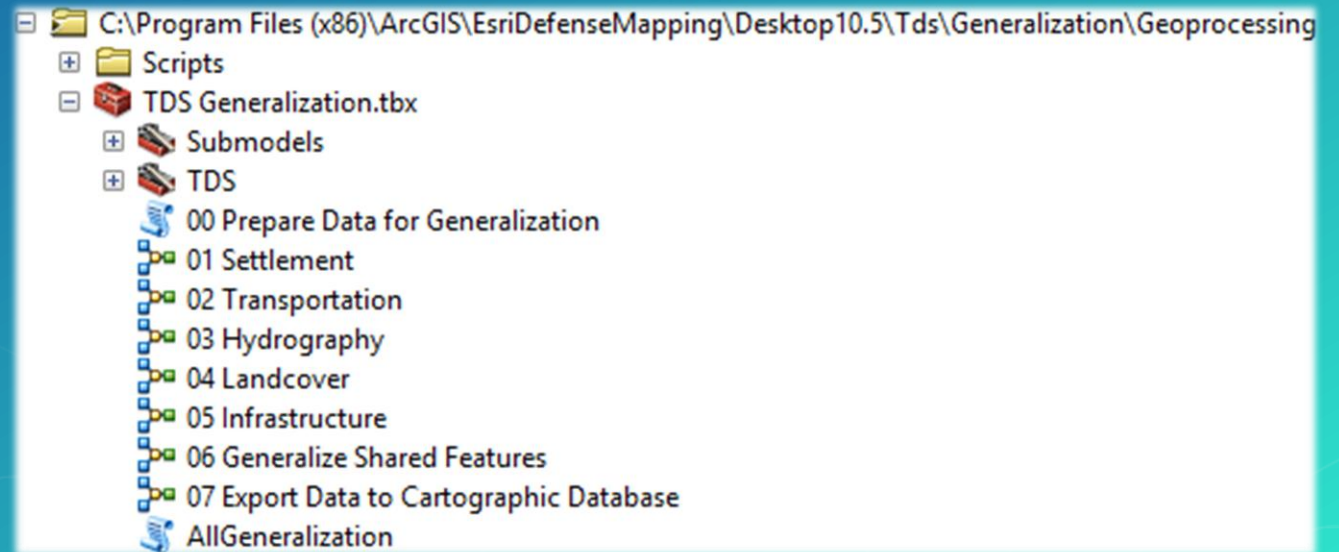 C:\Program Files (x86)\ArcGIS\EsriDefenseMapping\Desktop10.5\Tds\Generalization\Geoprocessing
Scripts
TDS Generalization.tbx
Submodels
TDS
00 Prepare Data for Generalization
01 Settlement
02 Transportation
03 Hydrography
04 Landcover
05 Infrastructure
06 Generalize Shared Features
07 Export Data to Cartographic Database
AllGeneralization